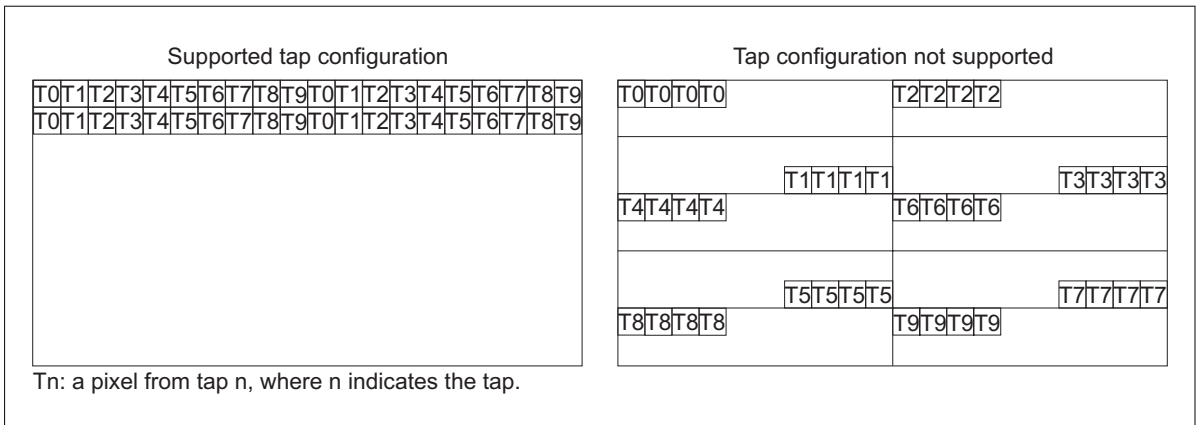 Supported tap configuration
T0T1T2T3T4T5T6T7T8T9T0T1T2T3T4T5T6T7T8T9
T0T1T2T3T4T5T6T7T8T9T0T1T2T3T4T5T6T7T8T9
Tn: a pixel from tap n, where n indicates the tap.
Tap configuration not supported
T0T0T0T0 T2T2T2T2
T1T1T1T1 T3T3T3T3
T4T4T4T4 T6T6T6T6
T5T5T5T5 T7T7T7T7
T8T8T8T8 T9T9T9T9